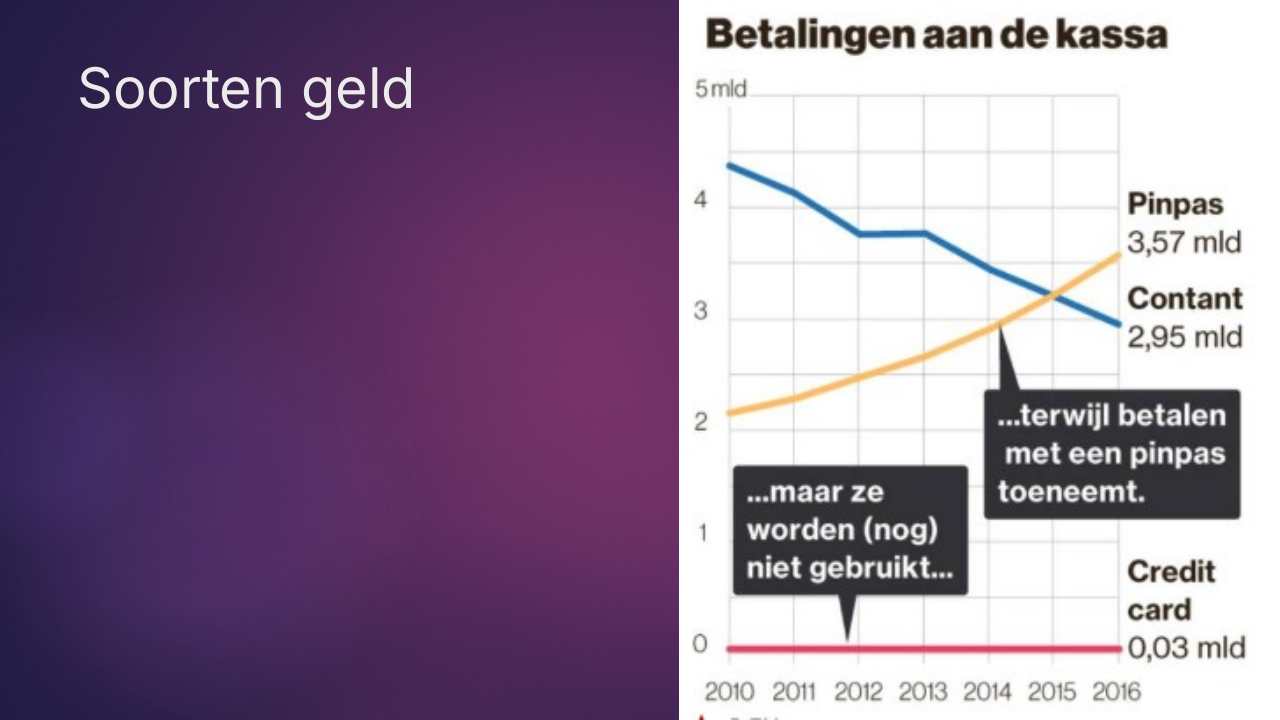 Soorten geld
Betalingen aan de kassa
5 mld
4
3
2
1
0
Pinpas
3,57 mld
Contant
2,95 mld
...terwijl betalen
met een pinpas
toeneemt.
...maar ze
worden (nog)
niet gebruikt...
Credit
card
0,03 mld
2010 2011 2012 2013 2014 2015 2016